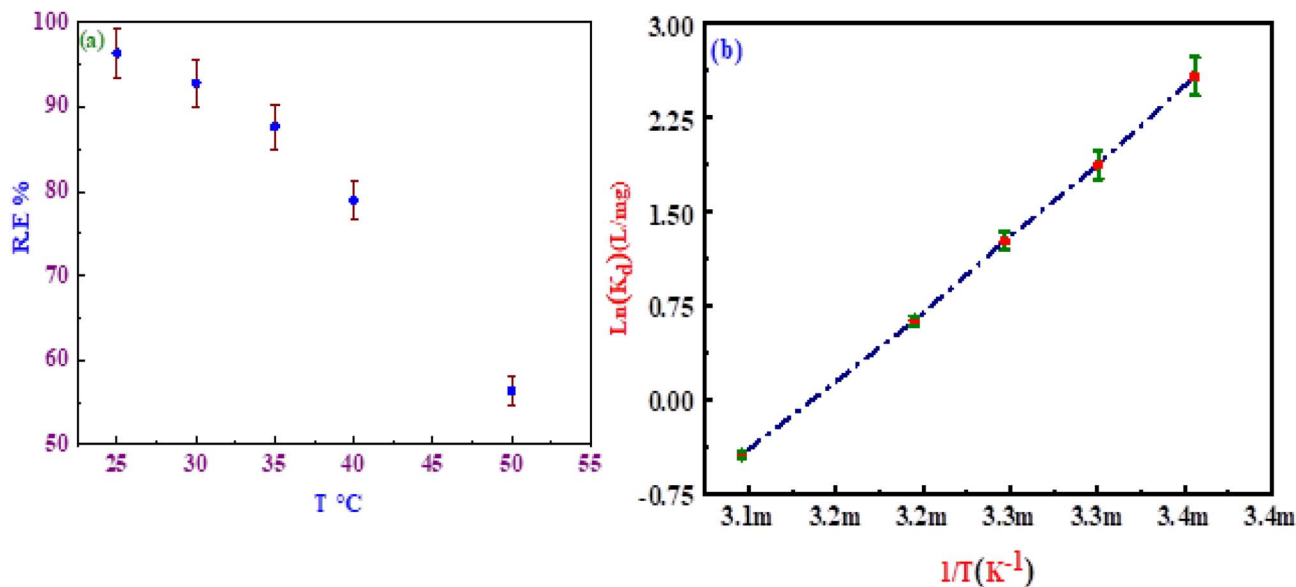 (a)
R.E %
100
90
80
70
60
50
25 30 35 40 45 50 55
T °C
(b)
Ln(K_d) (L/mg)
3.00
2.25
1.50
0.75
0.00
-0.75
3.1m 3.2m 3.2m 3.3m 3.3m 3.4m 3.4m
1/T(K⁻¹)